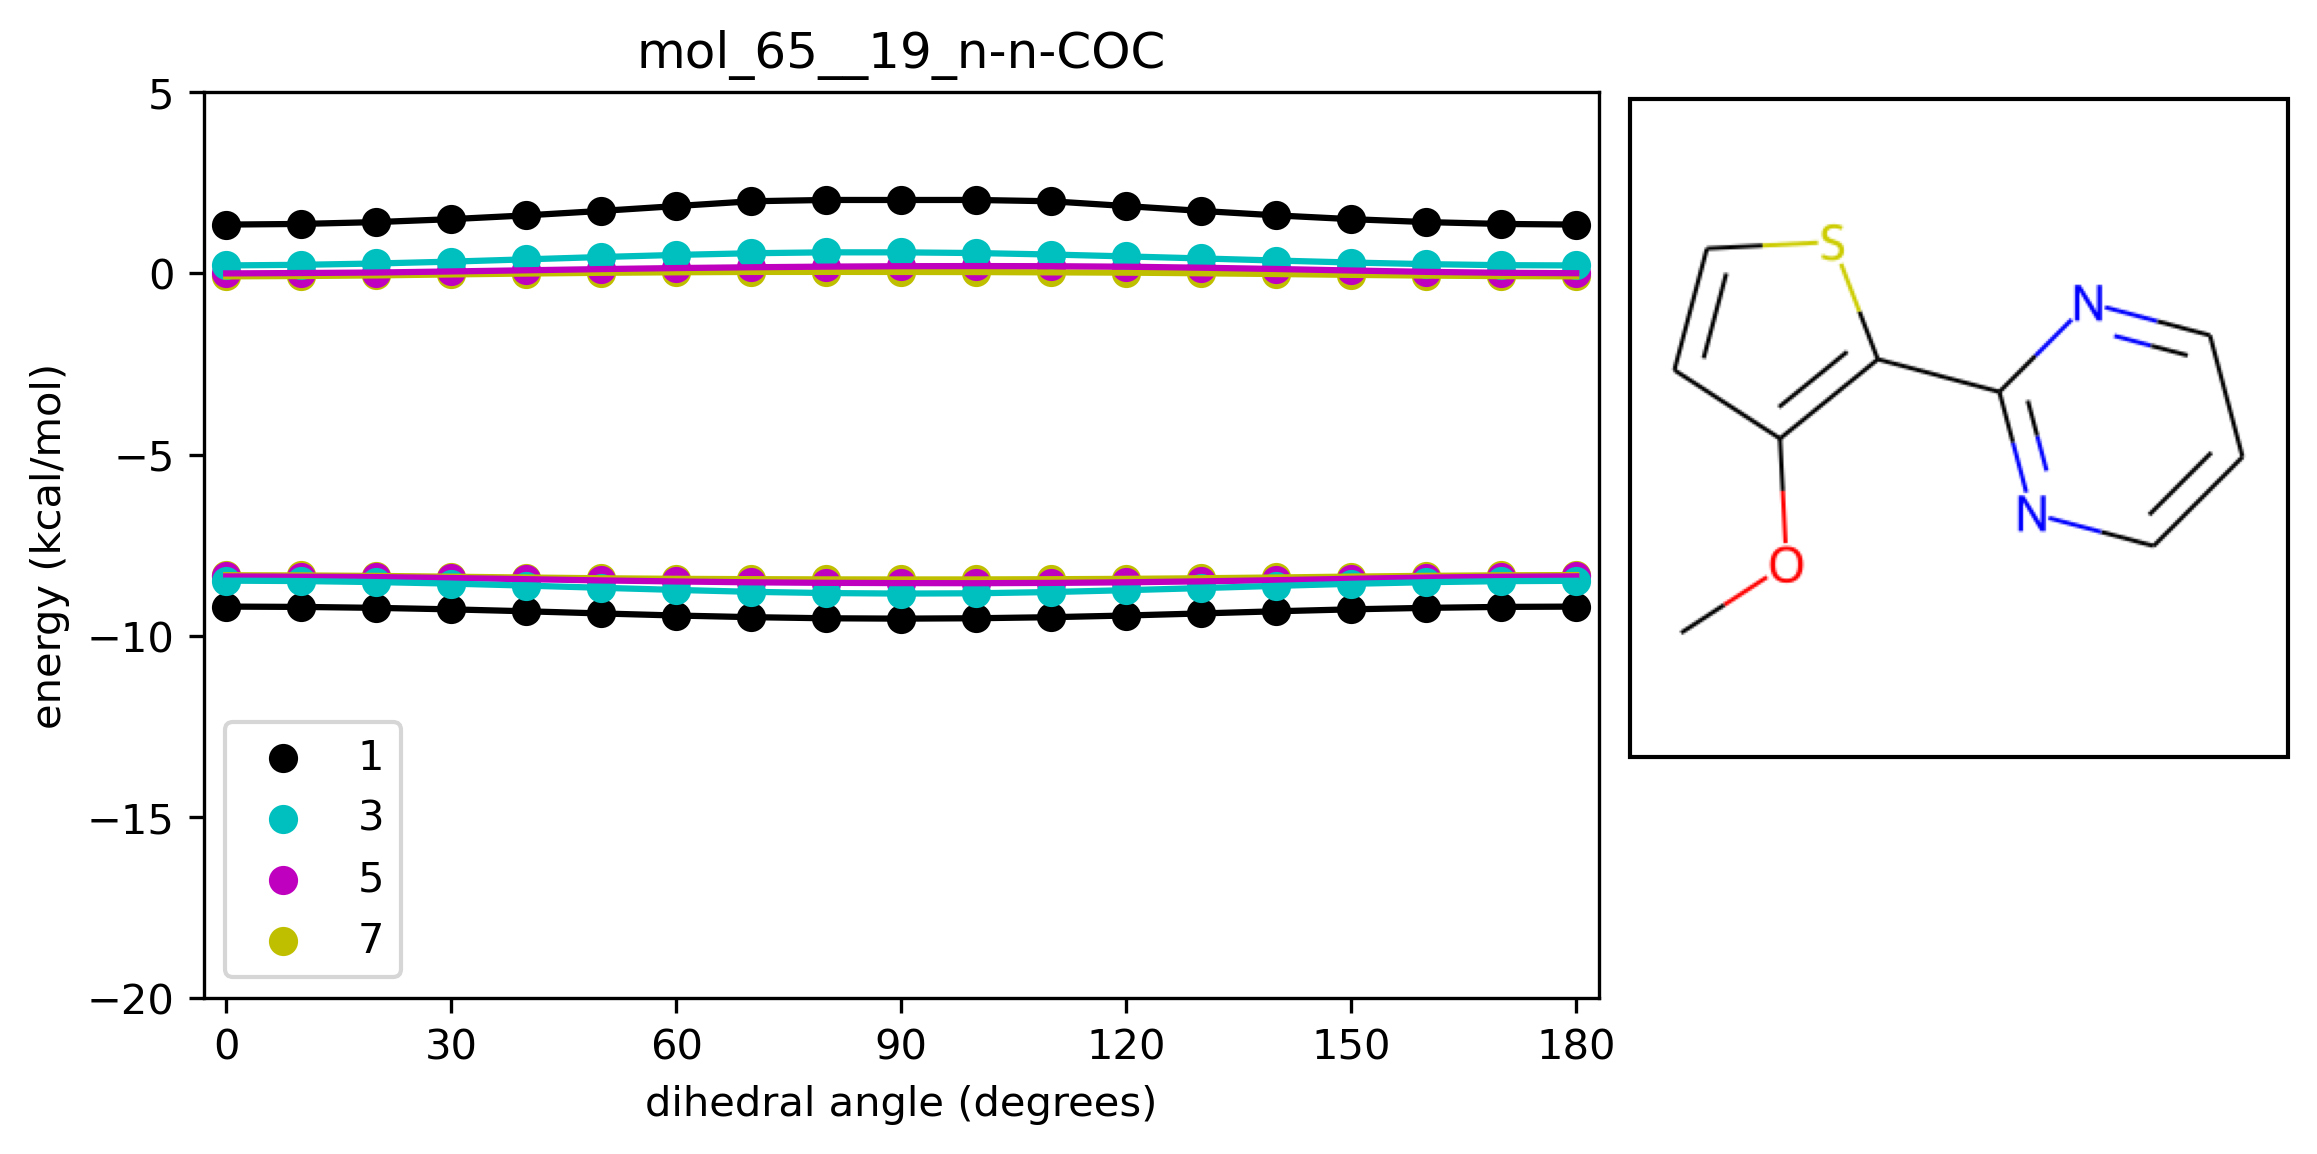 mol_65__19_n-n-COC
5
0
−5
−10
−15
−20
energy (kcal/mol)
1
3
5
7
0 30 60 90 120 150 180
dihedral angle (degrees)
S
N
N
O